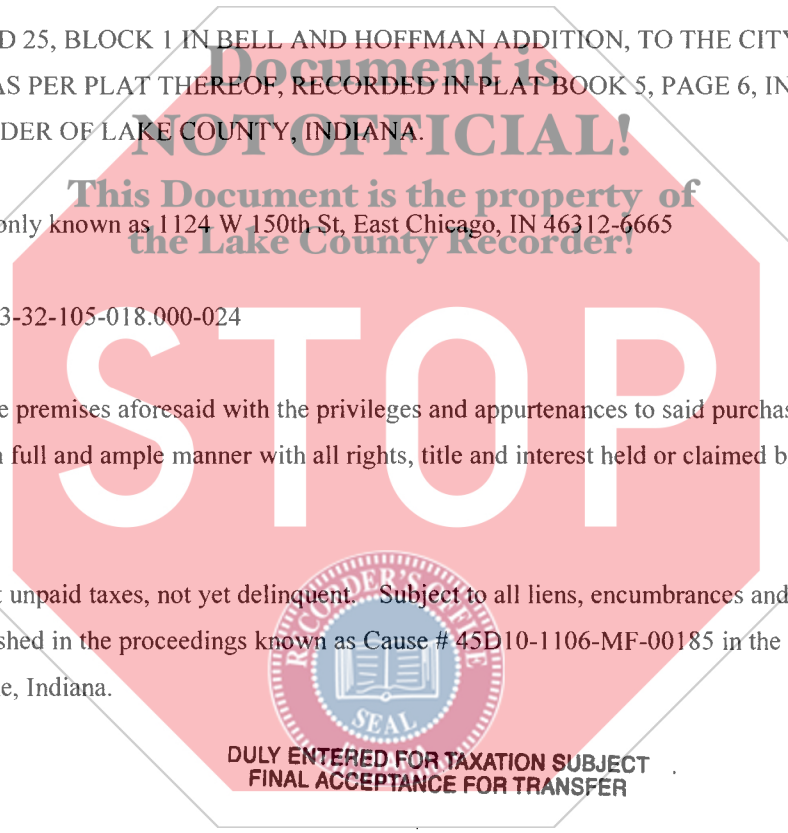 D 25, BLOCK 1 IN BELL AND HOFFMAN ADDITION, TO THE CITY
Document is
AS PER PLAT THEREOF, RECORDED IN PLAT BOOK 5, PAGE 6, IN
NOT OFFICIAL!
DER OF LAKE COUNTY, INDIANA.
This Document is the property of
only known as 1124 W 150th St, East Chicago, IN 46312-6665
the Lake County Recorder!
3-32-105-018.000-024
STOP
e premises aforesaid with the privileges and appurtenances to said purchas
full and ample manner with all rights, title and interest held or claimed b
t unpaid taxes, not yet delinquent. Subject to all liens, encumbrances and
shed in the proceedings known as Cause # 45D10-1106-MF-00185 in the
e, Indiana.
RECORDER'S OFFICE
SEAL
DULY ENTERED FOR TAXATION SUBJECT
FINAL ACCEPTANCE FOR TRANSFER